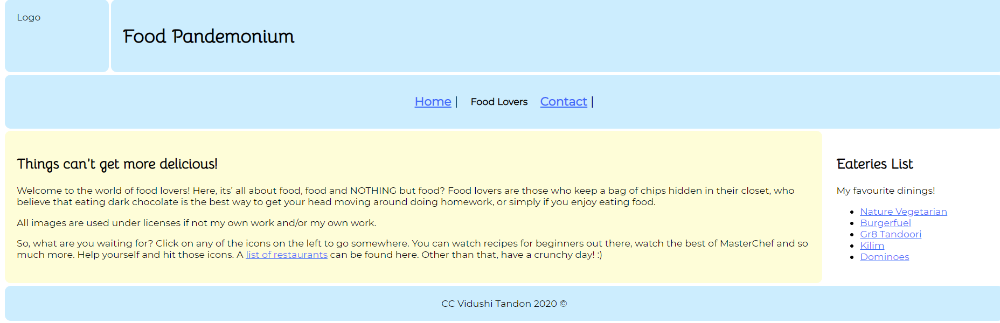 Logo
Food Pandemonium
Home | Food Lovers Contact |
Things can't get more delicious!
Welcome to the world of food lovers! Here, its’ all about food, food and NOTHING but food? Food lovers are those who keep a bag of chips hidden in their closet, who
believe that eating dark chocolate is the best way to get your head moving around doing homework, or simply if you enjoy eating food.
All images are used under licenses if not my own work and/or my own work.
So, what are you waiting for? Click on any of the icons on the left to go somewhere. You can watch recipes for beginners out there, watch the best of MasterChef and so
much more. Help yourself and hit those icons. A list of restaurants can be found here. Other than that, have a crunchy day! :)
Eateries List
My favourite dinings!
• Nature Vegetarian
• Burgerfuel
• Gr8 Tandoori
• Kilim
• Dominoes
CC Vidushi Tandon 2020 ©